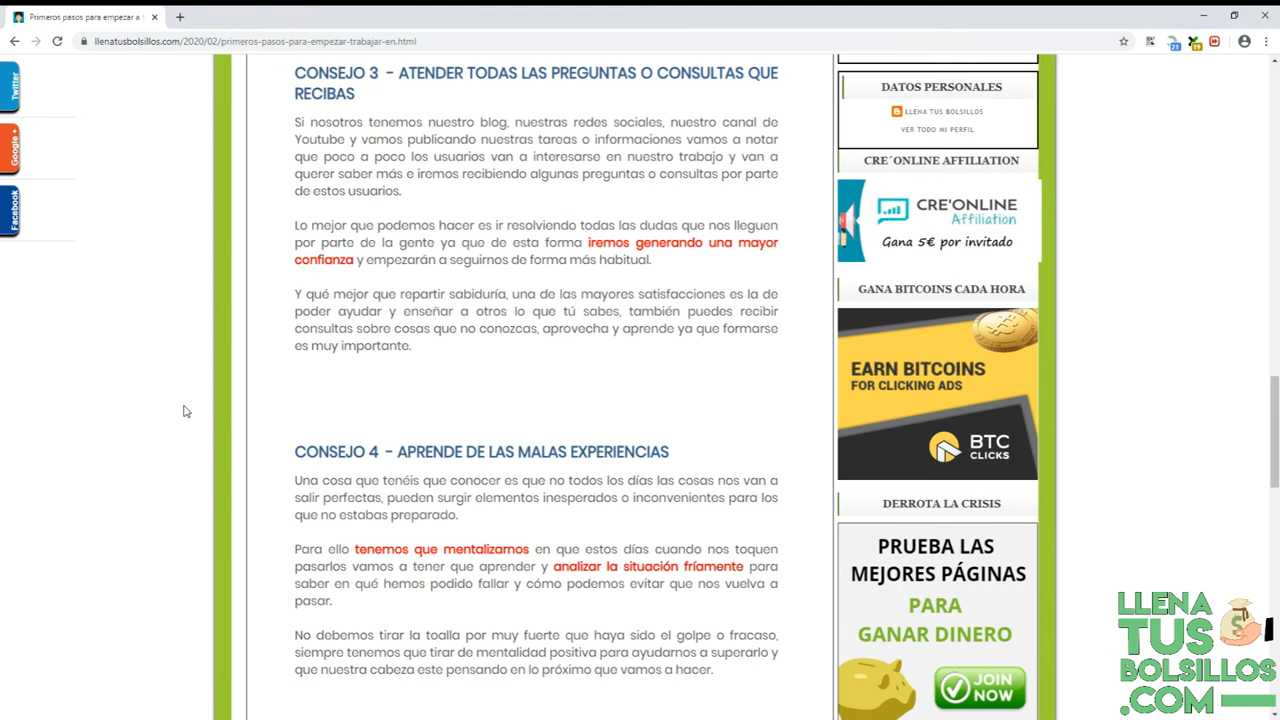 Primeros pasos para empezar a
llenatusbolsillos.com/2020/02/primeros-pasos-para-empezar-trabajar-en.html
21
19
Twitter
Google +
Facebook
CONSEJO 3 - ATENDER TODAS LAS PREGUNTAS O CONSULTAS QUE
RECIBAS
Si nosotros tenemos nuestro blog, nuestras redes sociales, nuestro canal de
Youtube y vamos publicando nuestras tareas o informaciones vamos a notar
que poco a poco los usuarios van a interesarse en nuestro trabajo y van a
querer saber más e iremos recibiendo algunas preguntas o consultas por parte
de estos usuarios.
Lo mejor que podemos hacer es ir resolviendo todas las dudas que nos lleguen
por parte de la gente ya que de esta forma iremos generando una mayor
confianza y empezarán a seguirnos de forma más habitual.
Y qué mejor que repartir sabiduría, una de las mayores satisfacciones es la de
poder ayudar y enseñar a otros lo que tú sabes, también puedes recibir
consultas sobre cosas que no conozcas, aprovecha y aprende ya que formarse
es muy importante.
CONSEJO 4 - APRENDE DE LAS MALAS EXPERIENCIAS
Una cosa que tenéis que conocer es que no todos los días las cosas nos van a
salir perfectas, pueden surgir elementos inesperados o inconvenientes para los
que no estabas preparado.
Para ello tenemos que mentalizarnos en que estos días cuando nos toquen
pasarlos vamos a tener que aprender y analizar la situación fríamente para
saber en qué hemos podido fallar y cómo podemos evitar que nos vuelva a
pasar.
No debemos tirar la toalla por muy fuerte que haya sido el golpe o fracaso,
siempre tenemos que tirar de mentalidad positiva para ayudarnos a superarlo y
que nuestra cabeza este pensando en lo próximo que vamos a hacer.
DATOS PERSONALES
LLENA TUS BOLSILLOS
VER TODO MI PERFIL
CRE´ONLINE AFFILIATION
CRE'ONLINE
Affiliation
Gana 5€ por invitado
GANA BITCOINS CADA HORA
EARN BITCOINS
FOR CLICKING ADS
BTC
CLICKS
DERROTA LA CRISIS
PRUEBA LAS
MEJORES PÁGINAS
PARA
GANAR DINERO
JOIN
NOW
LLENA
TUS
BOLSILLOS
.COM